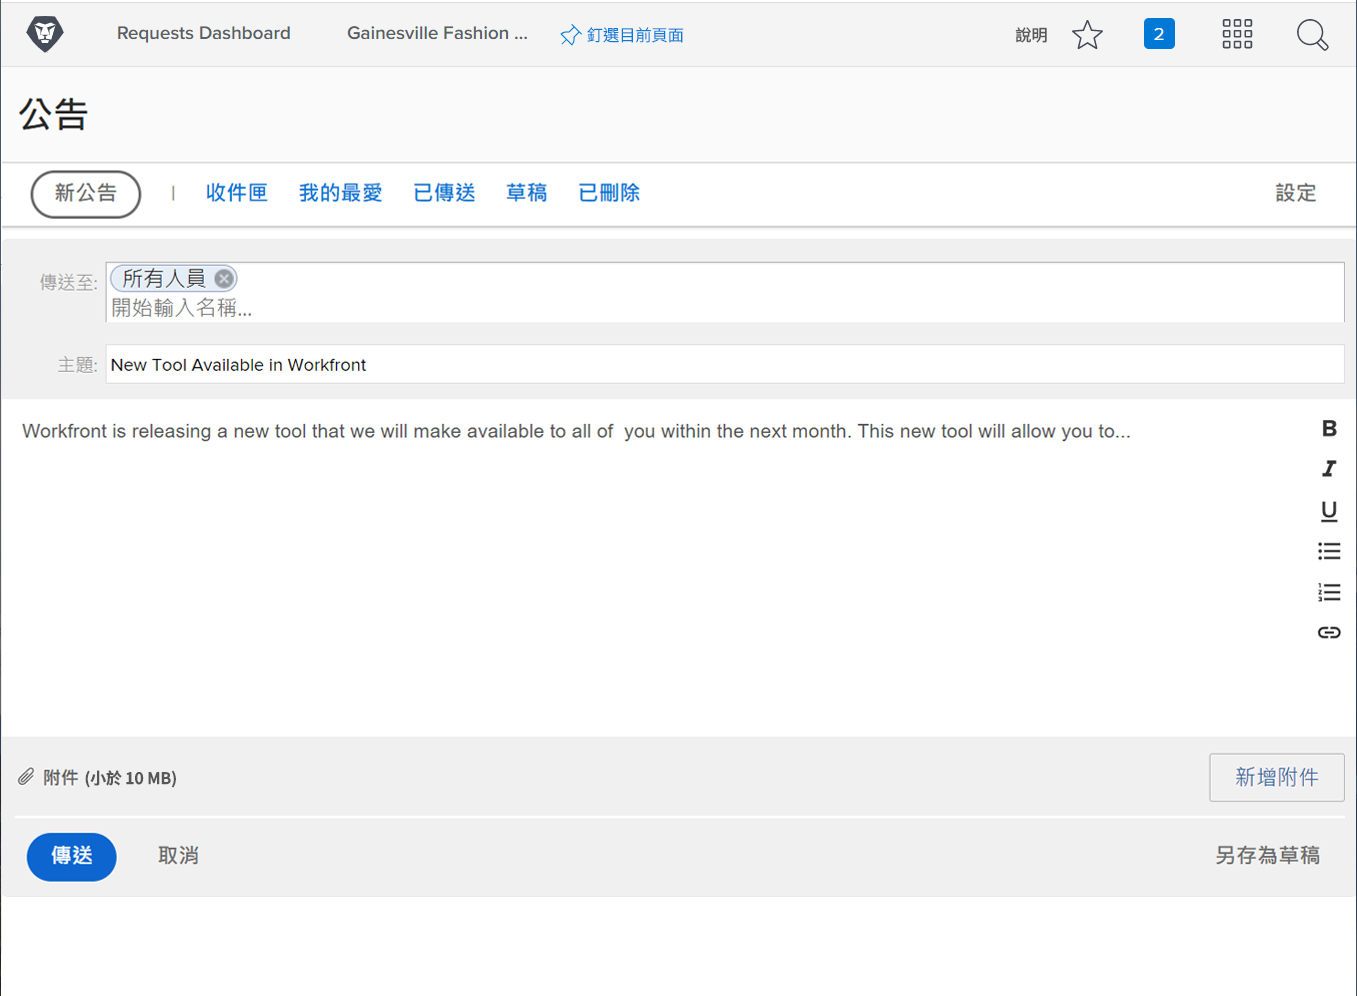 Requests Dashboard Gainesville Fashion ... 釘選目前頁面 說明 2
公告
新公告 | 收件匣 我的最愛 已傳送 草稿 已刪除 設定
傳送至: 所有人員
開始輸入名稱...
主題: New Tool Available in Workfront
Workfront is releasing a new tool that we will make available to all of  you within the next month. This new tool will allow you to...
B
I
U
附件 (小於 10 MB) 新增附件
傳送 取消 另存為草稿